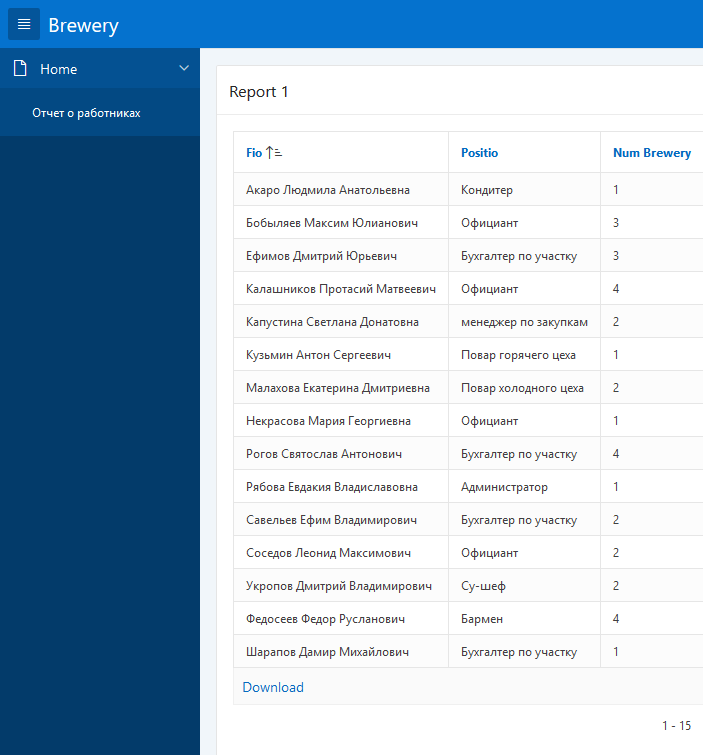 Brewery
Home
Отчет о работниках
Report 1
Fio Positio Num Brewery
Акаро Людмила Анатольевна Кондитер 1
Бобыляев Максим Юлианович Официант 3
Ефимов Дмитрий Юрьевич Бухгалтер по участку 3
Калашников Протасий Матвеевич Официант 4
Капустина Светлана Донатовна менеджер по закупкам 2
Кузьмин Антон Сергеевич Повар горячего цеха 1
Малахова Екатерина Дмитриевна Повар холодного цеха 2
Некрасова Мария Георгиевна Официант 1
Рогов Святослав Антонович Бухгалтер по участку 4
Рябова Евдакия Владиславовна Администратор 1
Савельев Ефим Владимирович Бухгалтер по участку 2
Соседов Леонид Максимович Официант 2
Укропов Дмитрий Владимирович Су-шеф 2
Федосеев Федор Русланович Бармен 4
Шарапов Дамир Михайлович Бухгалтер по участку 1
Download
1 - 15